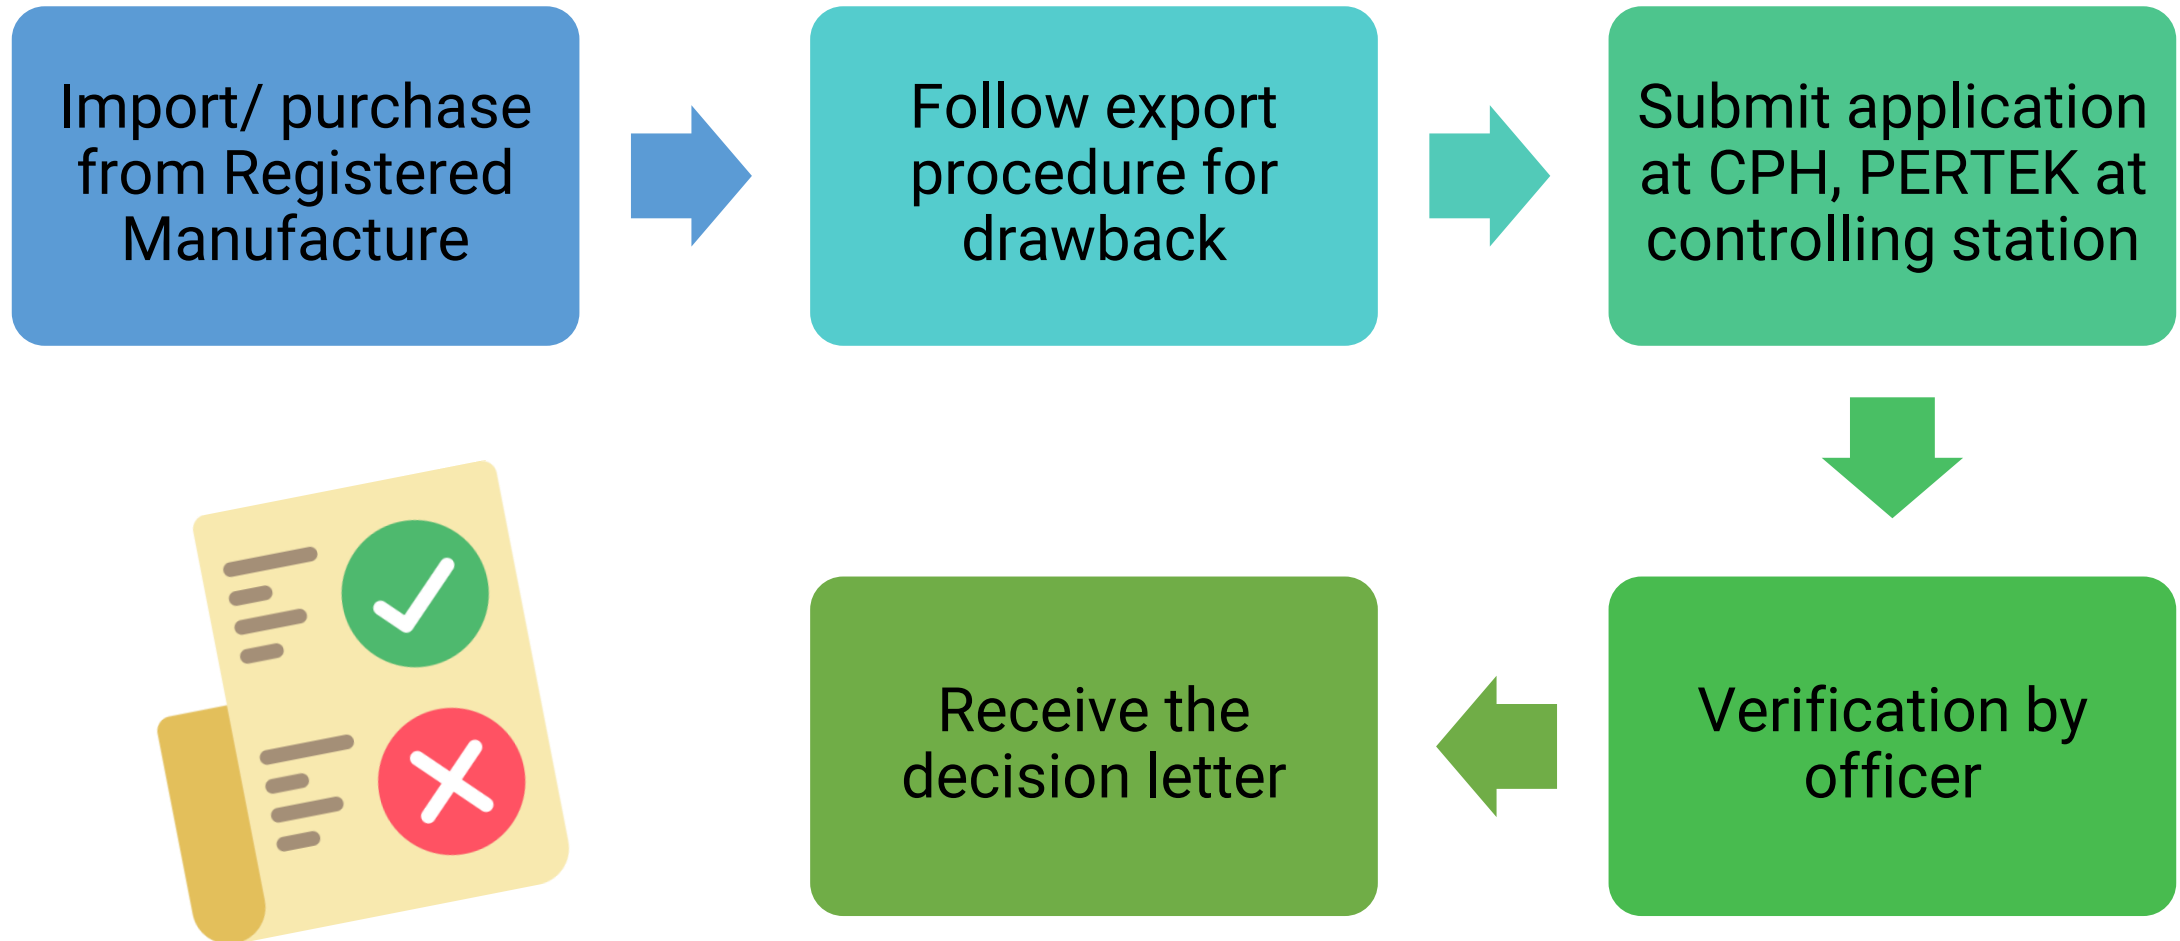 Import/ purchase
from Registered
Manufacture
Follow export
procedure for
drawback
Submit application
at CPH, PERTEK at
controlling station
Verification by
officer
Receive the
decision letter